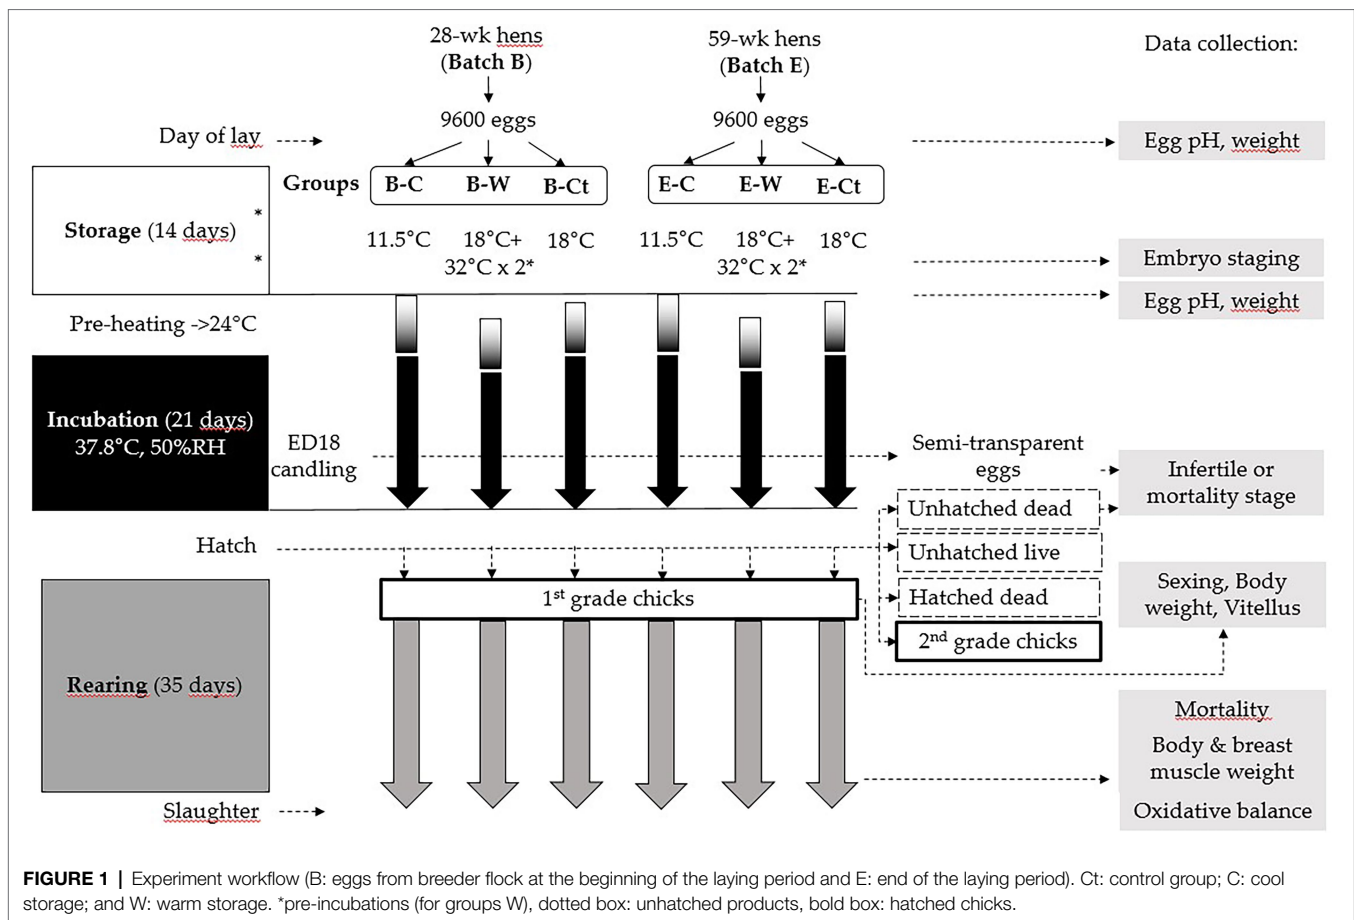 28-wk hens
(Batch B)
59-wk hens
(Batch E)
Data collection:
9600 eggs
9600 eggs
Day of lay
Egg pH, weight
Groups
B-C
B-W
B-Ct
E-C
E-W
E-Ct
Storage (14 days)
*
*
11.5°C
18°C+
32°C x 2*
18°C
11.5°C
18°C+
32°C x 2*
18°C
Embryo staging
Egg pH, weight
Pre-heating ->24°C
Incubation (21 days)
37.8°C, 50%RH
ED18
candling
Semi-transparent
eggs
Infertile or
mortality stage
Unhatched dead
Hatch
Unhatched live
1st grade chicks
Hatched dead
Sexing, Body
weight, Vitellus
2nd grade chicks
Rearing (35 days)
Mortality
Body & breast
muscle weight
Slaughter
Oxidative balance
FIGURE 1 | Experiment workflow (B: eggs from breeder flock at the beginning of the laying period and E: end of the laying period). Ct: control group; C: cool
storage; and W: warm storage. *pre-incubations (for groups W), dotted box: unhatched products, bold box: hatched chicks.